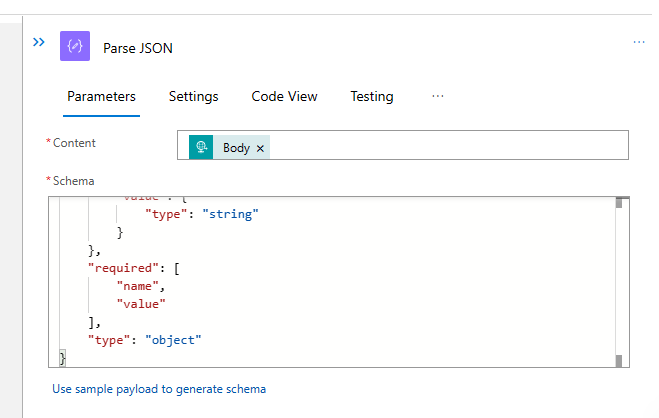 Parse JSON
Parameters Settings Code View Testing
* Content
Body ×
* Schema
"value": {
"type": "string"
}
},
"required": [
"name",
"value"
],
"type": "object"
}
Use sample payload to generate schema